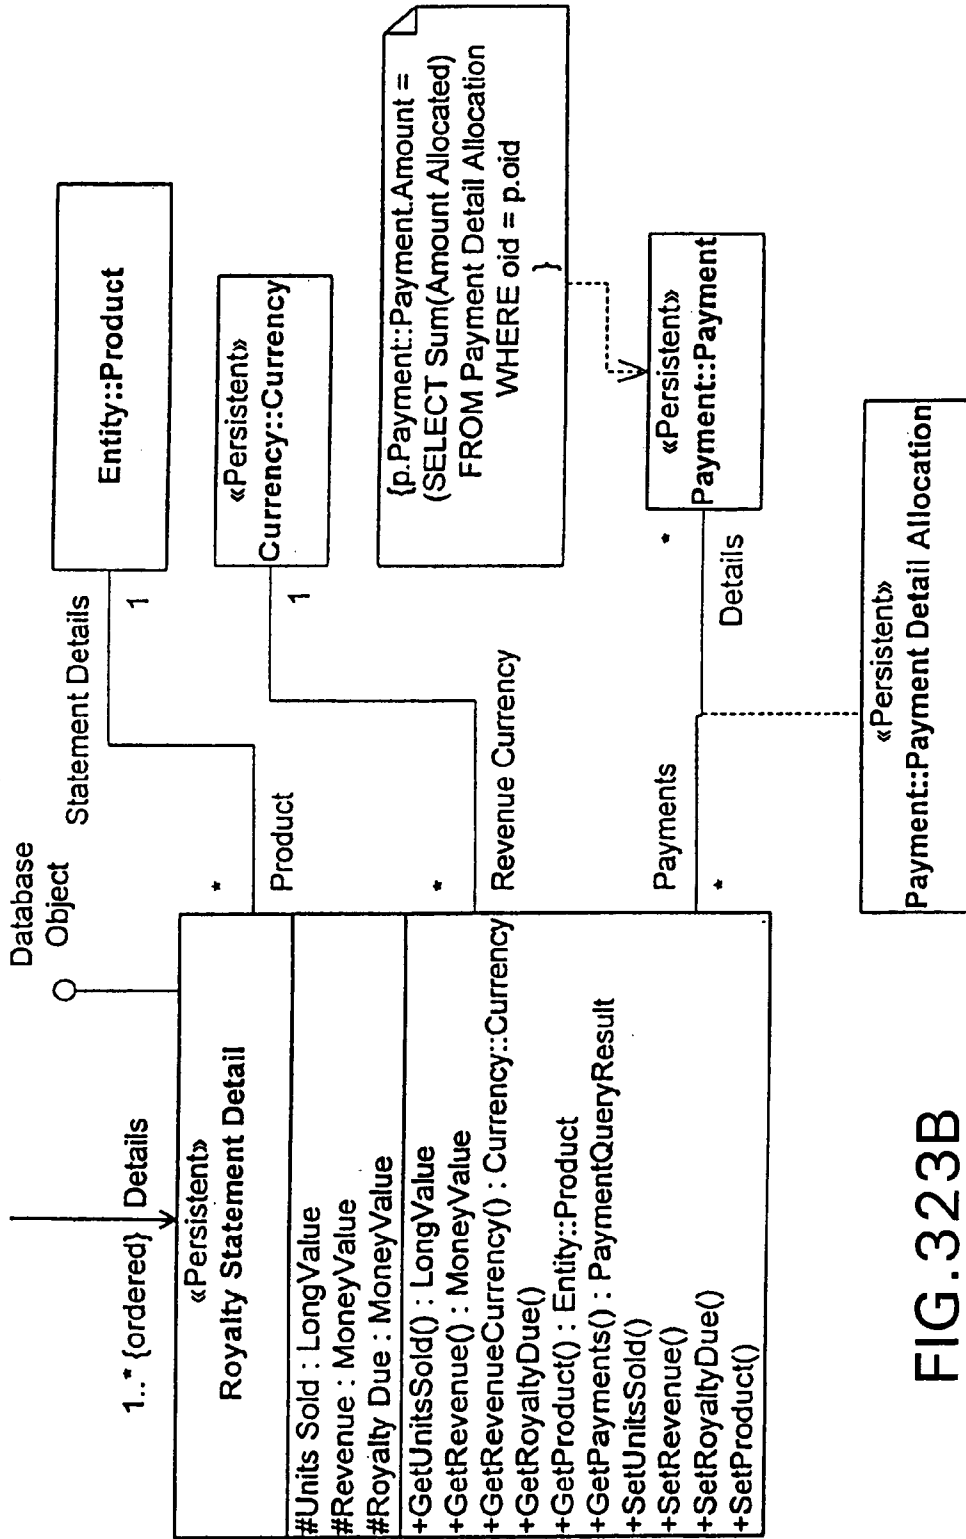 Database
Object
1..* {ordered} Details
«Persistent»
Royalty Statement Detail
#Units Sold : LongValue
#Revenue : MoneyValue
#Royalty Due : MoneyValue
+GetUnitsSold() : LongValue
+GetRevenue() : MoneyValue
+GetRevenueCurrency() : Currency::Currency
+GetRoyaltyDue()
+GetProduct() : Entity::Product
+GetPayments() : PaymentQueryResult
+SetUnitsSold()
+SetRevenue()
+SetRoyaltyDue()
+SetProduct()
Statement Details
1
*
Product
Entity::Product
1
*
Revenue Currency
«Persistent»
Currency::Currency
{p.Payment::Payment.Amount =
(SELECT Sum(Amount Allocated)
FROM Payment Detail Allocation
WHERE oid = p.oid
}
Payments
*
*
Details
«Persistent»
Payment::Payment
«Persistent»
Payment::Payment Detail Allocation
FIG.323B